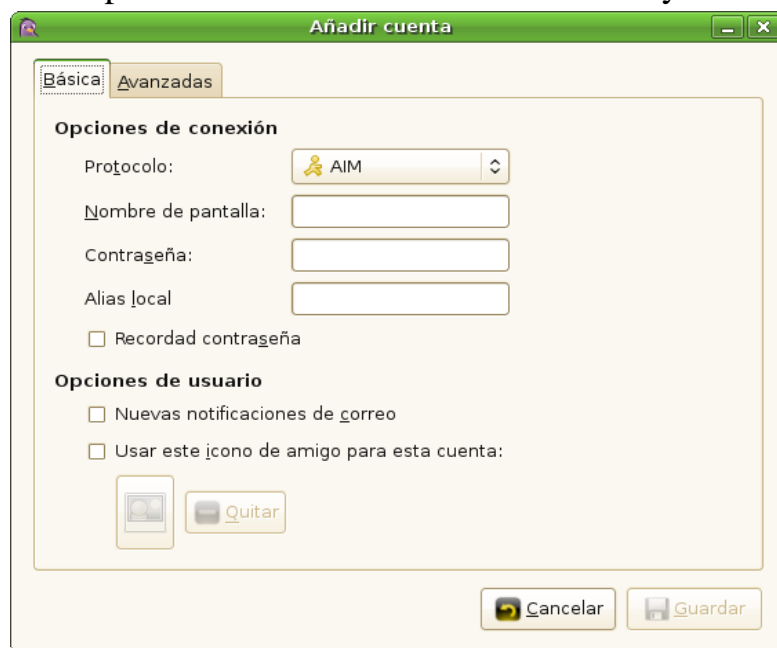 Añadir cuenta
Básica Avanzadas
Opciones de conexión
Protocolo: AIM
Nombre de pantalla:
Contraseña:
Alias local
Recordad contraseña
Opciones de usuario
Nuevas notificaciones de correo
Usar este icono de amigo para esta cuenta:
Quitar
Cancelar Guardar